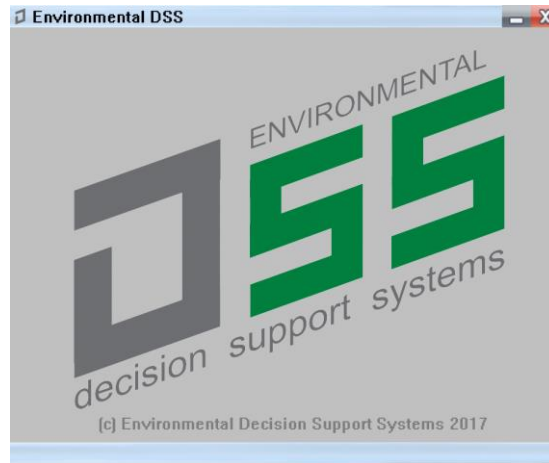 Environmental DSS
ENVIRONMENTAL
DSS
decision support systems
(c) Environmental Decision Support Systems 2017